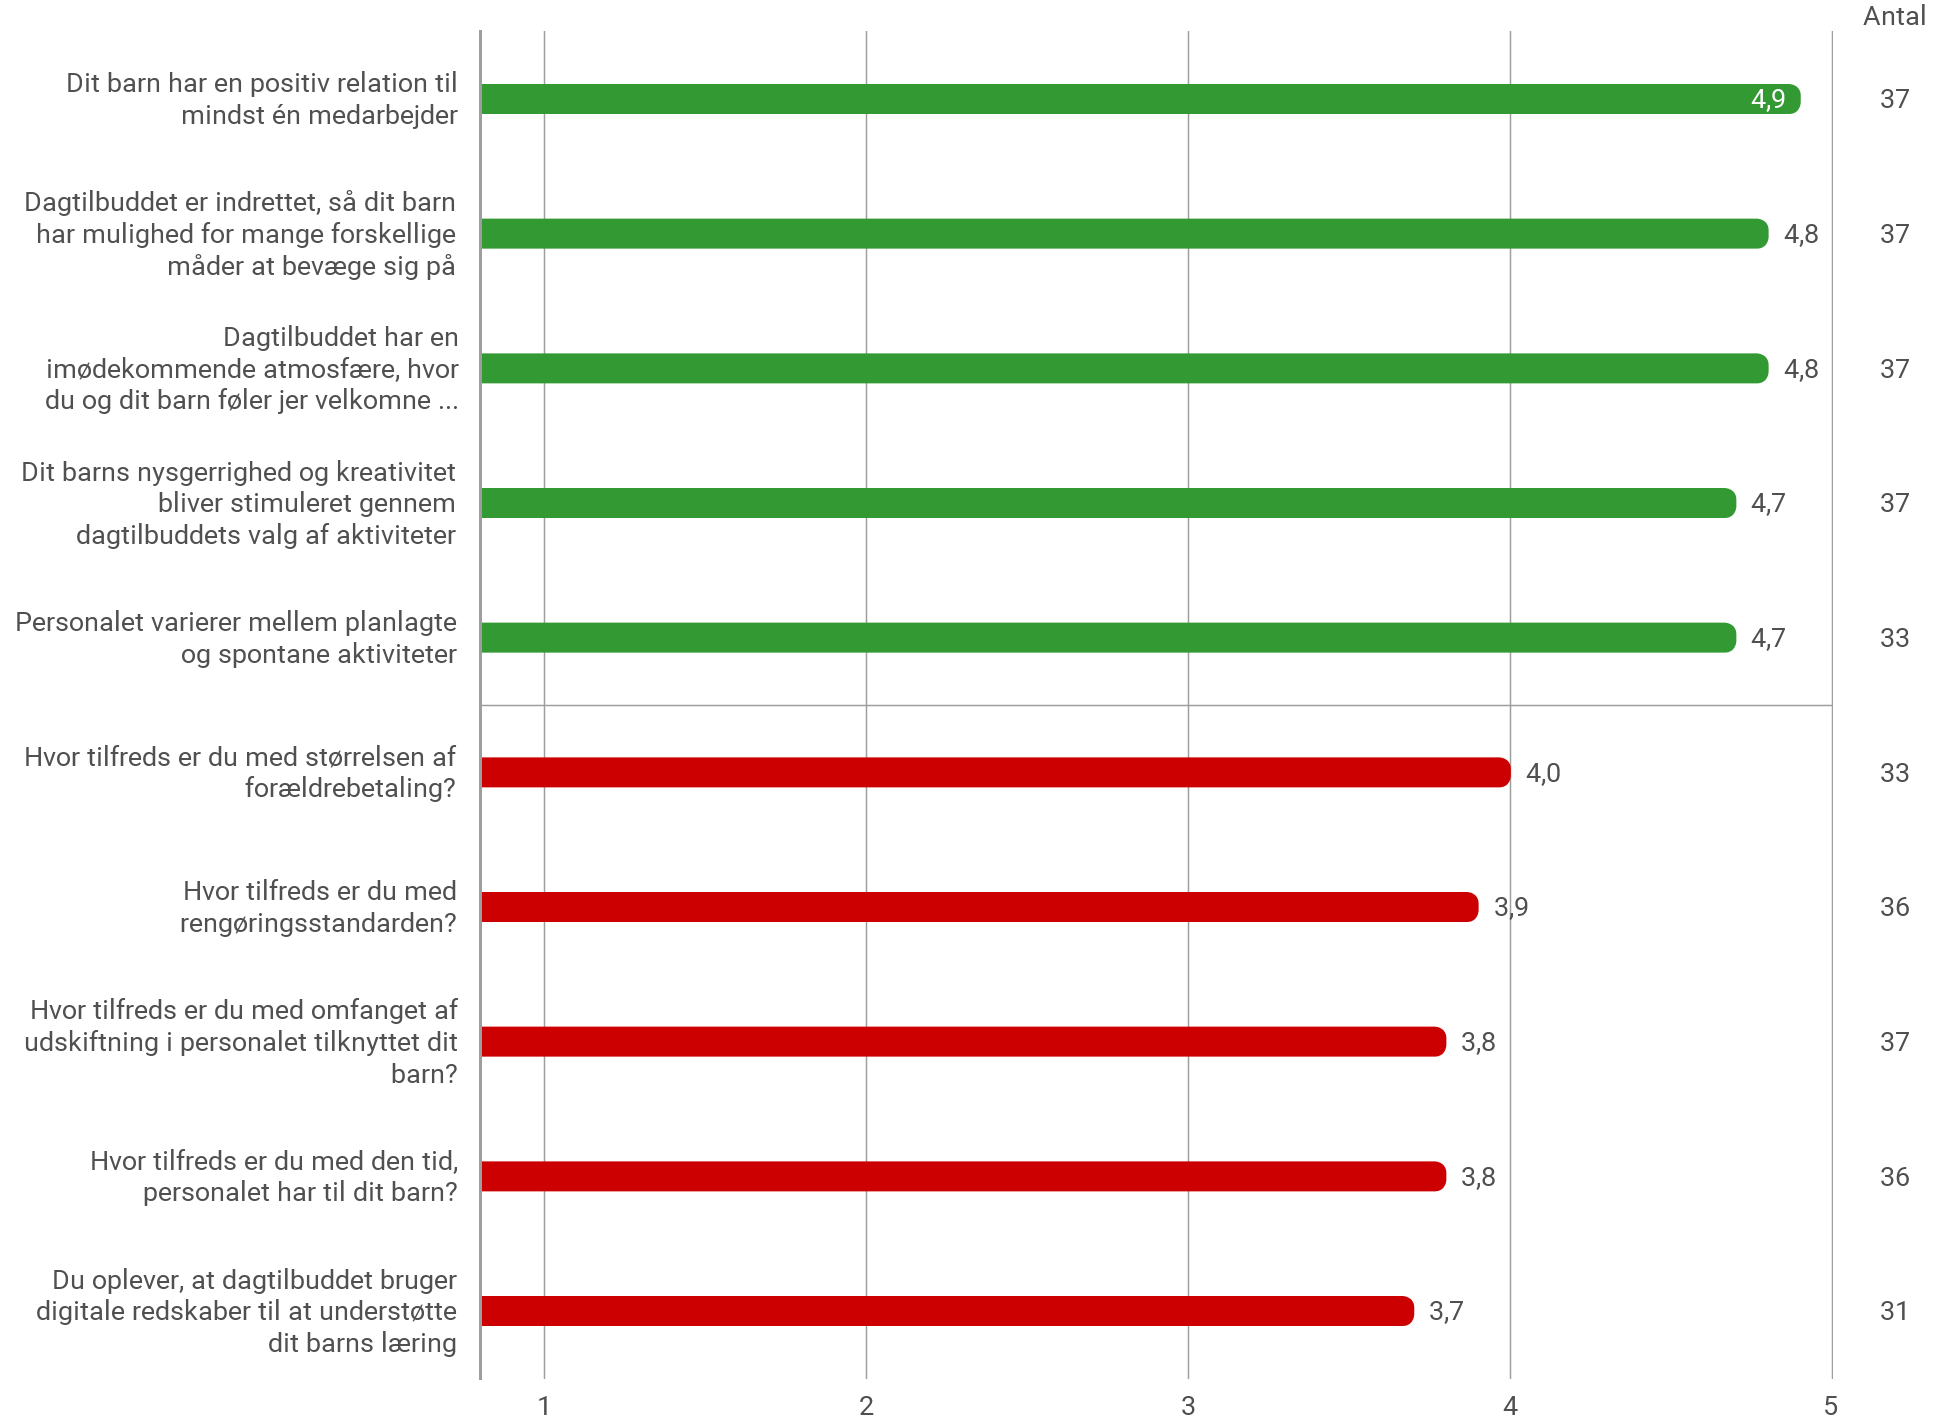 Antal
Dit barn har en positiv relation til
mindst én medarbejder
4,9
37
Dagtilbuddet er indrettet, så dit barn
har mulighed for mange forskellige
måder at bevæge sig på
4,8
37
Dagtilbuddet har en
imødekommende atmosfære, hvor
du og dit barn føler jer velkomne ...
4,8
37
Dit barns nysgerrighed og kreativitet
bliver stimuleret gennem
dagtilbuddets valg af aktiviteter
4,7
37
Personalet varierer mellem planlagte
og spontane aktiviteter
4,7
33
Hvor tilfreds er du med størrelsen af
forældrebetaling?
4,0
33
Hvor tilfreds er du med
rengøringsstandarden?
3,9
36
Hvor tilfreds er du med omfanget af
udskiftning i personalet tilknyttet dit
barn?
3,8
37
Hvor tilfreds er du med den tid,
personalet har til dit barn?
3,8
36
Du oplever, at dagtilbuddet bruger
digitale redskaber til at understøtte
dit barns læring
3,7
31
1 2 3 4 5